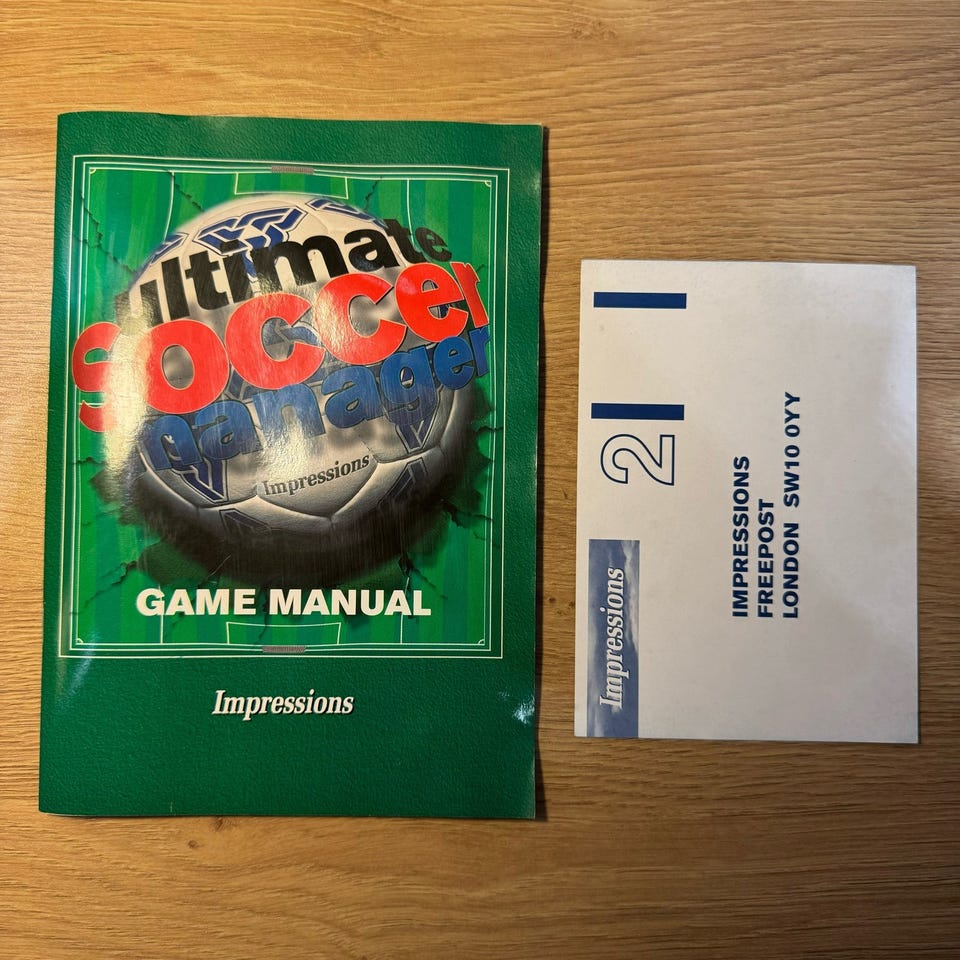 ultimate
soccer
manager
Impressions
GAME MANUAL
Impressions
2
IMPRESSIONS
FREEPOST
LONDON SW10 0YY
Impressions